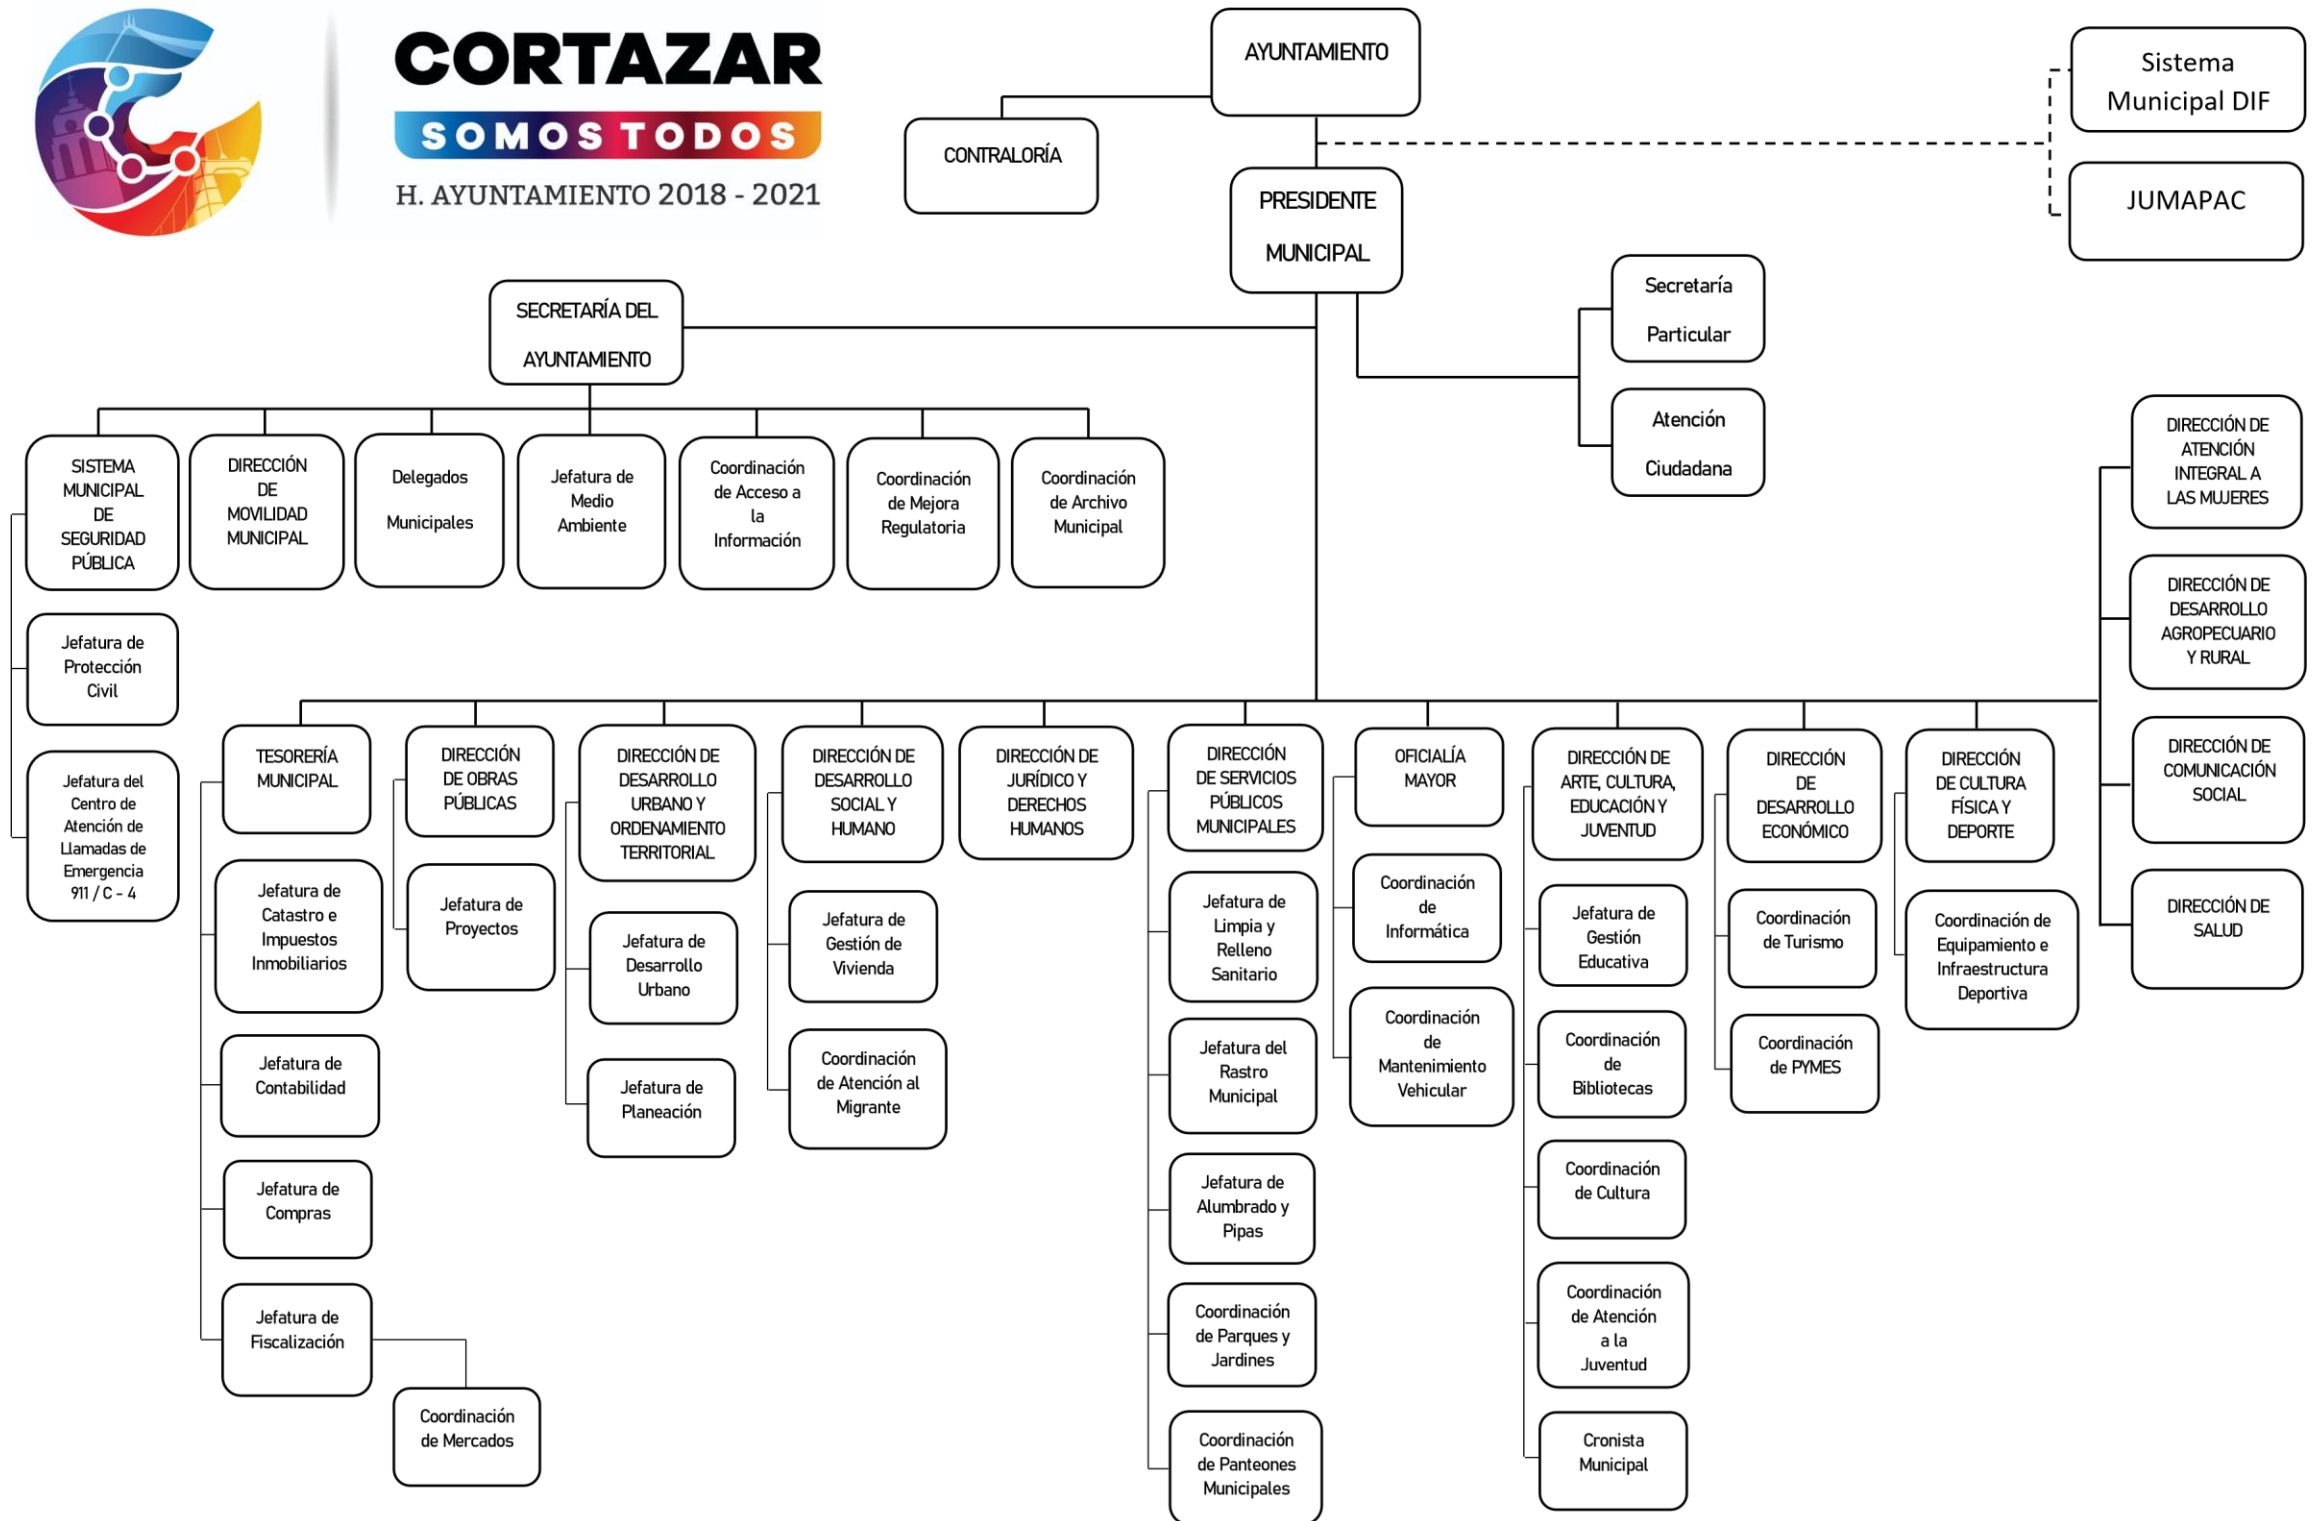 CORTAZAR
SOMOS TODOS
H. AYUNTAMIENTO 2018 - 2021
AYUNTAMIENTO
CONTRALORÍA
Sistema
Municipal DIF
JUMAPAC
PRESIDENTE
MUNICIPAL
Secretaría
Particular
Atención
Ciudadana
SECRETARÍA DEL
AYUNTAMIENTO
SISTEMA
MUNICIPAL
DE
SEGURIDAD
PÚBLICA
DIRECCIÓN
DE
MOVILIDAD
MUNICIPAL
Delegados
Municipales
Jefatura de
Medio
Ambiente
Coordinación
de Acceso a
la
Información
Coordinación
de Mejora
Regulatoria
Coordinación
de Archivo
Municipal
Jefatura de
Protección
Civil
Jefatura del
Centro de
Atención de
Llamadas de
Emergencia
911 / C - 4
DIRECCIÓN DE
ATENCIÓN
INTEGRAL A
LAS MUJERES
DIRECCIÓN DE
DESARROLLO
AGROPECUARIO
Y RURAL
DIRECCIÓN DE
COMUNICACIÓN
SOCIAL
DIRECCIÓN DE
SALUD
TESORERÍA
MUNICIPAL
Jefatura de
Catastro e
Impuestos
Inmobiliarios
Jefatura de
Contabilidad
Jefatura de
Compras
Jefatura de
Fiscalización
Coordinación
de Mercados
DIRECCIÓN
DE OBRAS
PÚBLICAS
Jefatura de
Proyectos
DIRECCIÓN DE
DESARROLLO
URBANO Y
ORDENAMIENTO
TERRITORIAL
Jefatura de
Desarrollo
Urbano
Jefatura de
Planeación
DIRECCIÓN DE
DESARROLLO
SOCIAL Y
HUMANO
Jefatura de
Gestión de
Vivienda
Coordinación
de Atención al
Migrante
DIRECCIÓN DE
JURÍDICO Y
DERECHOS
HUMANOS
DIRECCIÓN
DE SERVICIOS
PÚBLICOS
MUNICIPALES
Jefatura de
Limpia y
Relleno
Sanitario
Jefatura del
Rastro
Municipal
Jefatura de
Alumbrado y
Pipas
Coordinación
de Parques y
Jardines
Coordinación
de Panteones
Municipales
OFICIALÍA
MAYOR
Coordinación
de
Informática
Coordinación
de
Mantenimiento
Vehicular
DIRECCIÓN DE
ARTE, CULTURA,
EDUCACIÓN Y
JUVENTUD
Jefatura de
Gestión
Educativa
Coordinación
de
Bibliotecas
Coordinación
de Cultura
Coordinación
de Atención
a la
Juventud
Cronista
Municipal
DIRECCIÓN
DE
DESARROLLO
ECONÓMICO
Coordinación
de Turismo
Coordinación
de PYMES
DIRECCIÓN
DE CULTURA
FÍSICA Y
DEPORTE
Coordinación de
Equipamiento e
Infraestructura
Deportiva